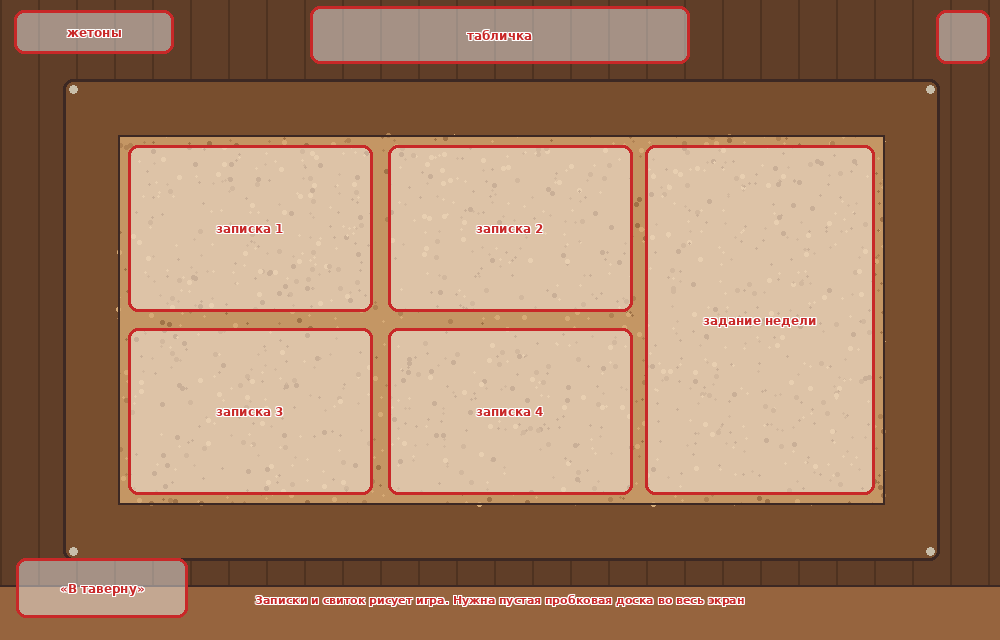 жетоны
табличка
записка 1
записка 2
задание недели
записка 3
записка 4
«В таверну»
Записки и свиток рисует игра. Нужна пустая пробковая доска во весь экран